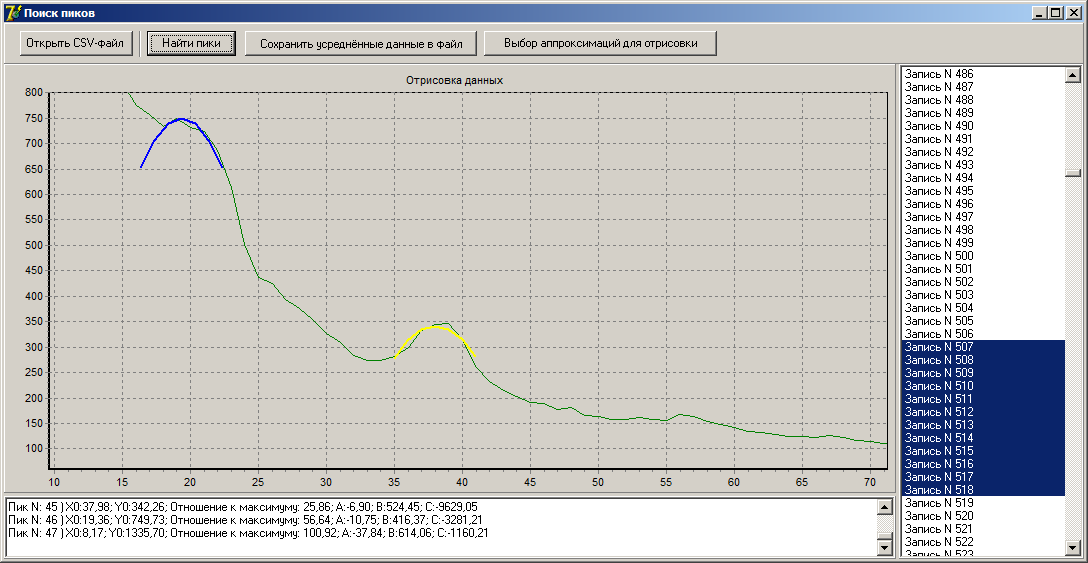 Поиск пиков
Открыть CSV-файл
Найти пики
Сохранить усреднённые данные в файл
Выбор аппроксимаций для отрисовки
Отрисовка данных
800
750
700
650
600
550
500
450
400
350
300
250
200
150
100
10 15 20 25 30 35 40 45 50 55 60 65 70
Запись N 486
Запись N 487
Запись N 488
Запись N 489
Запись N 490
Запись N 491
Запись N 492
Запись N 493
Запись N 494
Запись N 495
Запись N 496
Запись N 497
Запись N 498
Запись N 499
Запись N 500
Запись N 501
Запись N 502
Запись N 503
Запись N 504
Запись N 505
Запись N 506
Запись N 507
Запись N 508
Запись N 509
Запись N 510
Запись N 511
Запись N 512
Запись N 513
Запись N 514
Запись N 515
Запись N 516
Запись N 517
Запись N 518
Запись N 519
Запись N 520
Запись N 521
Запись N 522
Запись N 523
Пик N: 45 ) X0:37,98; Y0:342,26; Отношение к максимуму: 25,86; A:-6,90; B:524,45; C:-9629,05
Пик N: 46 ) X0:19,36; Y0:749,73; Отношение к максимуму: 56,64; A:-10,75; B:416,37; C:-3281,21
Пик N: 47 ) X0:8,17; Y0:1335,70; Отношение к максимуму: 100,92; A:-37,84; B:614,06; C:-1160,21